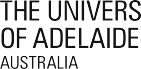 THE UNIVERS
OF ADELAIDE
AUSTRALIA